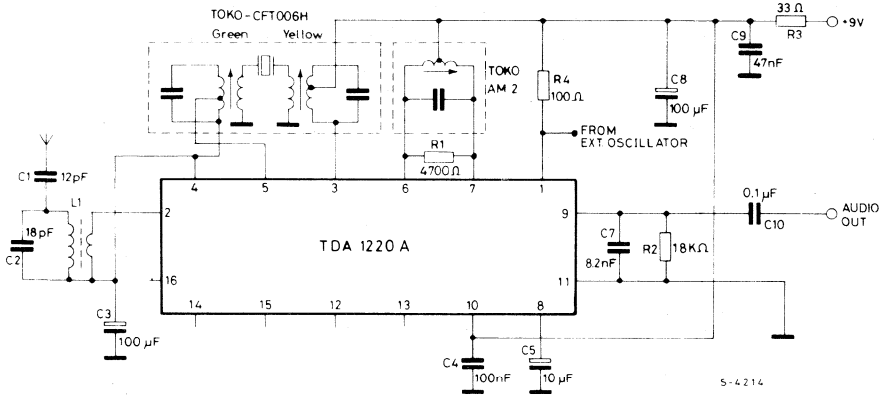 TOKO-CFT006H
Green Yellow
33Ω
R3
+9V
C9
47nF
TOKO
AM 2
R4
100Ω
C8
100 µF
FROM
EXT. OSCILLATOR
R1
4700Ω
C1 12pF
L1
18pF
C2
4 5 3 6 7 1
2
16
TDA 1220 A
9
11
14 15 12 13 10 8
0.1 µF
C10
AUDIO
OUT
C7
8.2nF
R2 18KΩ
C3
100 µF
C4
100nF
C5
10 µF
S-4214